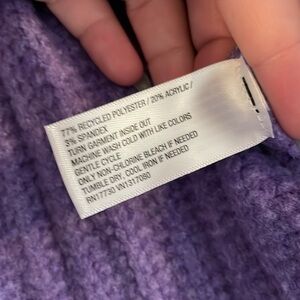 77% RECYCLED POLYESTER / 20% ACRYLIC /
3% SPANDEX
TURN GARMENT INSIDE OUT
MACHINE WASH COLD WITH LIKE COLORS
GENTLE CYCLE
ONLY NON-CHLORINE BLEACH IF NEEDED
TUMBLE DRY, COOL IRON IF NEEDED
RN17730 VN1317080